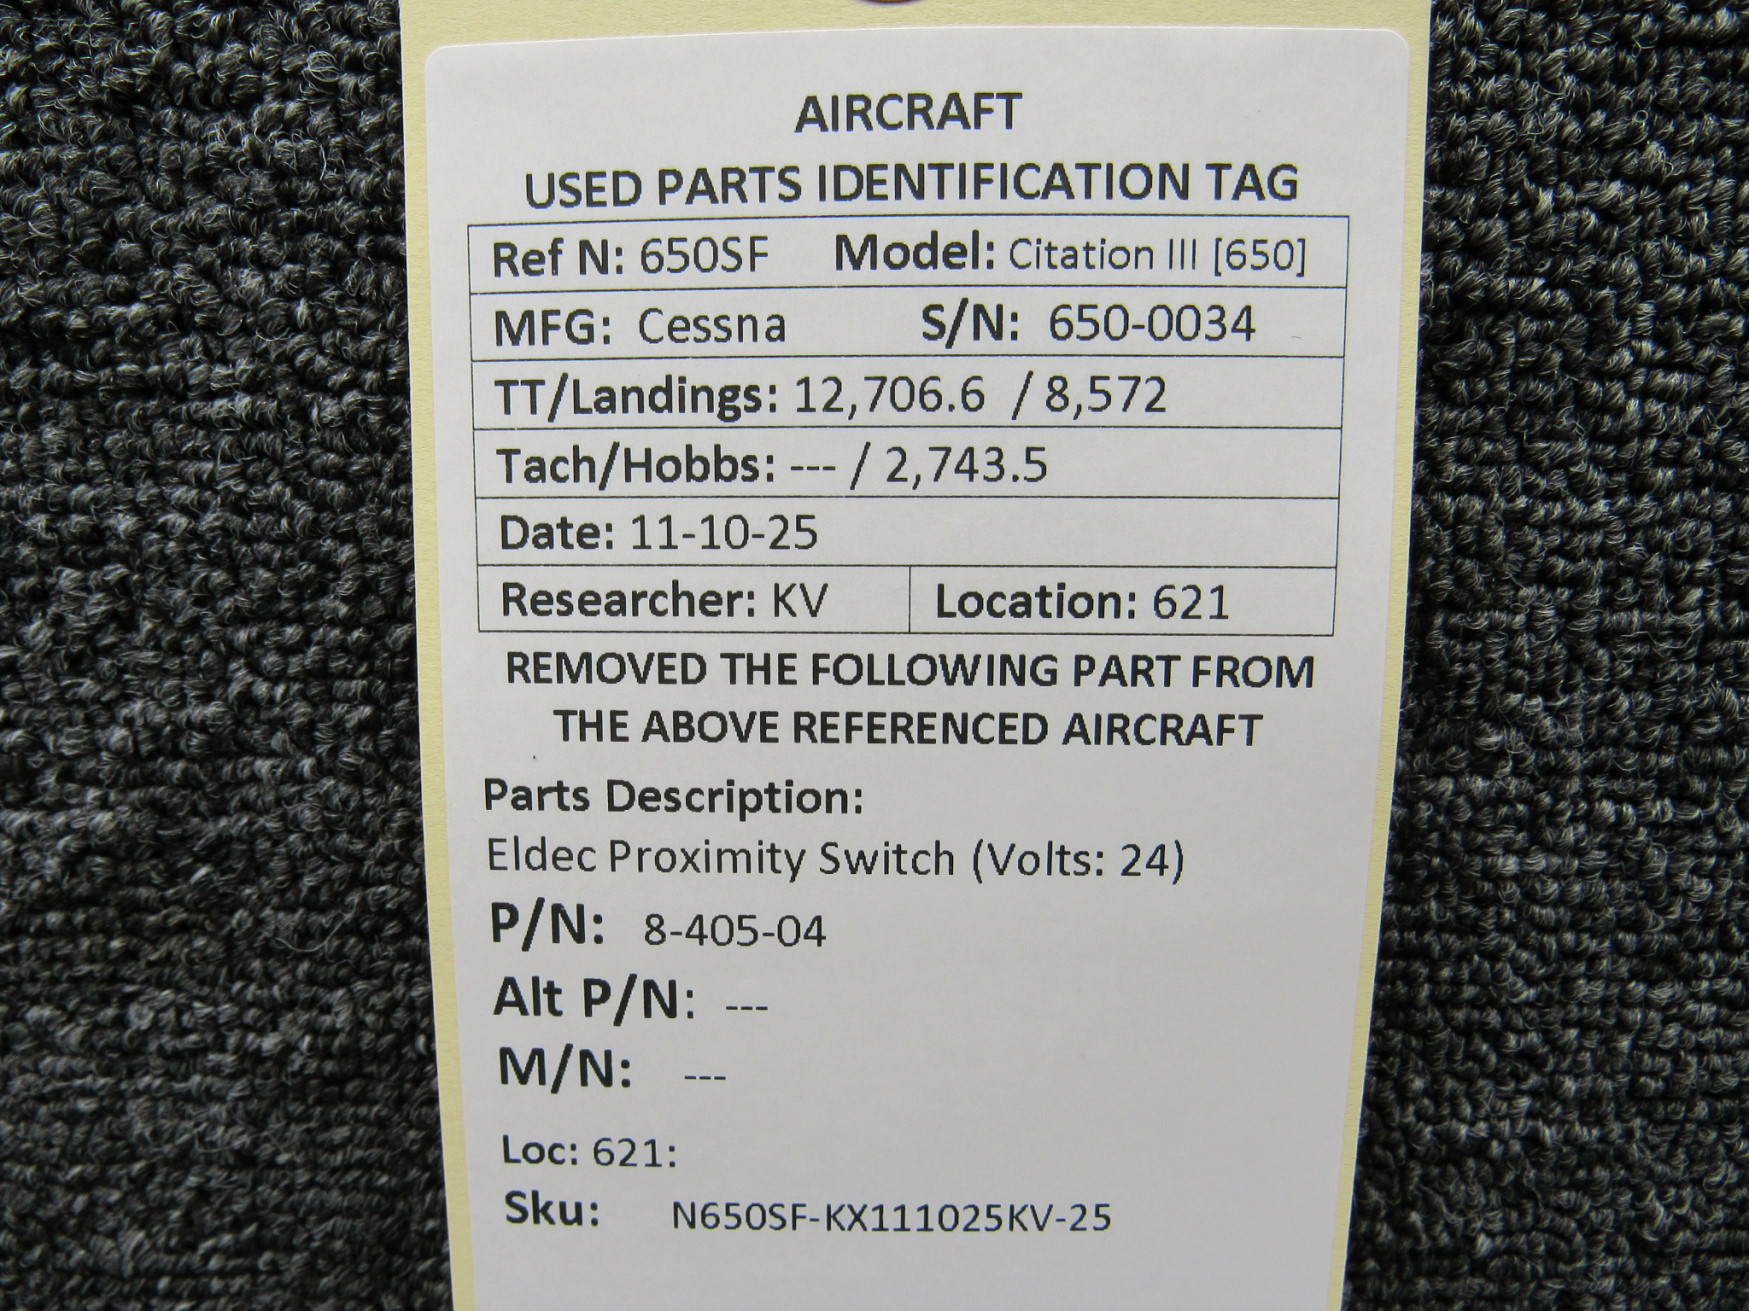 AIRCRAFT
USED PARTS IDENTIFICATION TAG
Ref N: 650SF Model: Citation III [650]
MFG: Cessna S/N: 650-0034
TT/Landings: 12,706.6 / 8,572
Tach/Hobbs: --- / 2,743.5
Date: 11-10-25
Researcher: KV Location: 621
REMOVED THE FOLLOWING PART FROM
THE ABOVE REFERENCED AIRCRAFT
Parts Description:
Eldec Proximity Switch (Volts: 24)
P/N: 8-405-04
Alt P/N: ---
M/N: ---
Loc: 621:
Sku: N650SF-KX111025KV-25